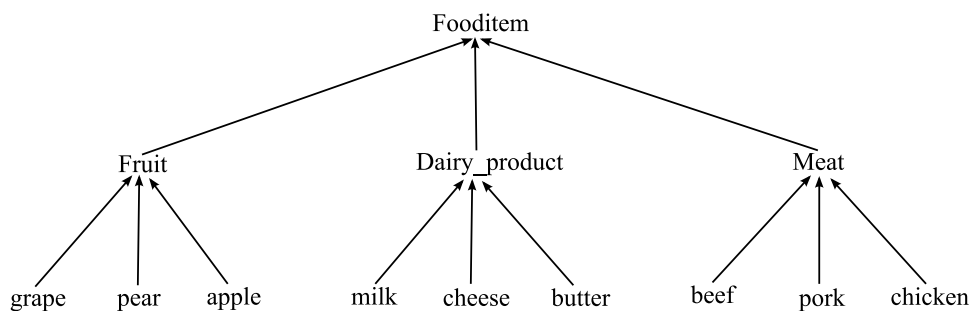 Fooditem
Fruit Dairy_product Meat
grape pear apple milk cheese butter beef pork chicken